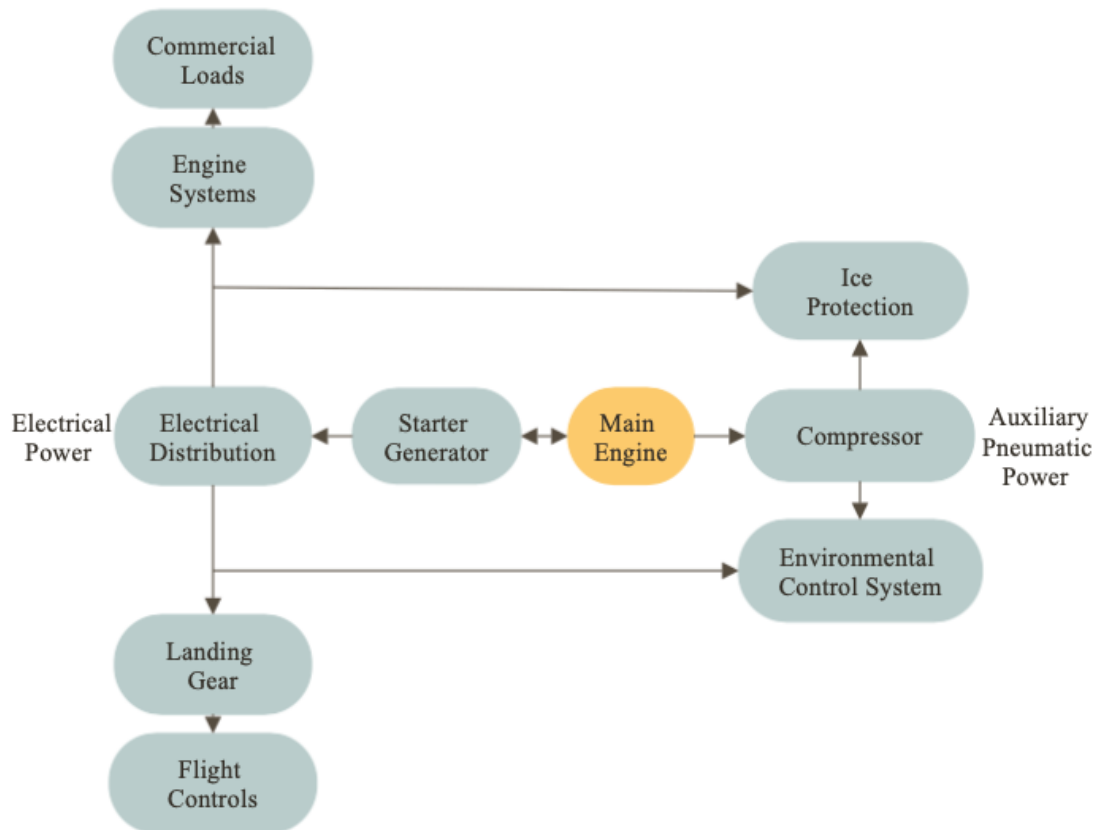 Commercial
Loads
Engine
Systems
Ice
Protection
Electrical
Power
Electrical
Distribution
Starter
Generator
Main
Engine
Compressor
Auxiliary
Pneumatic
Power
Environmental
Control System
Landing
Gear
Flight
Controls